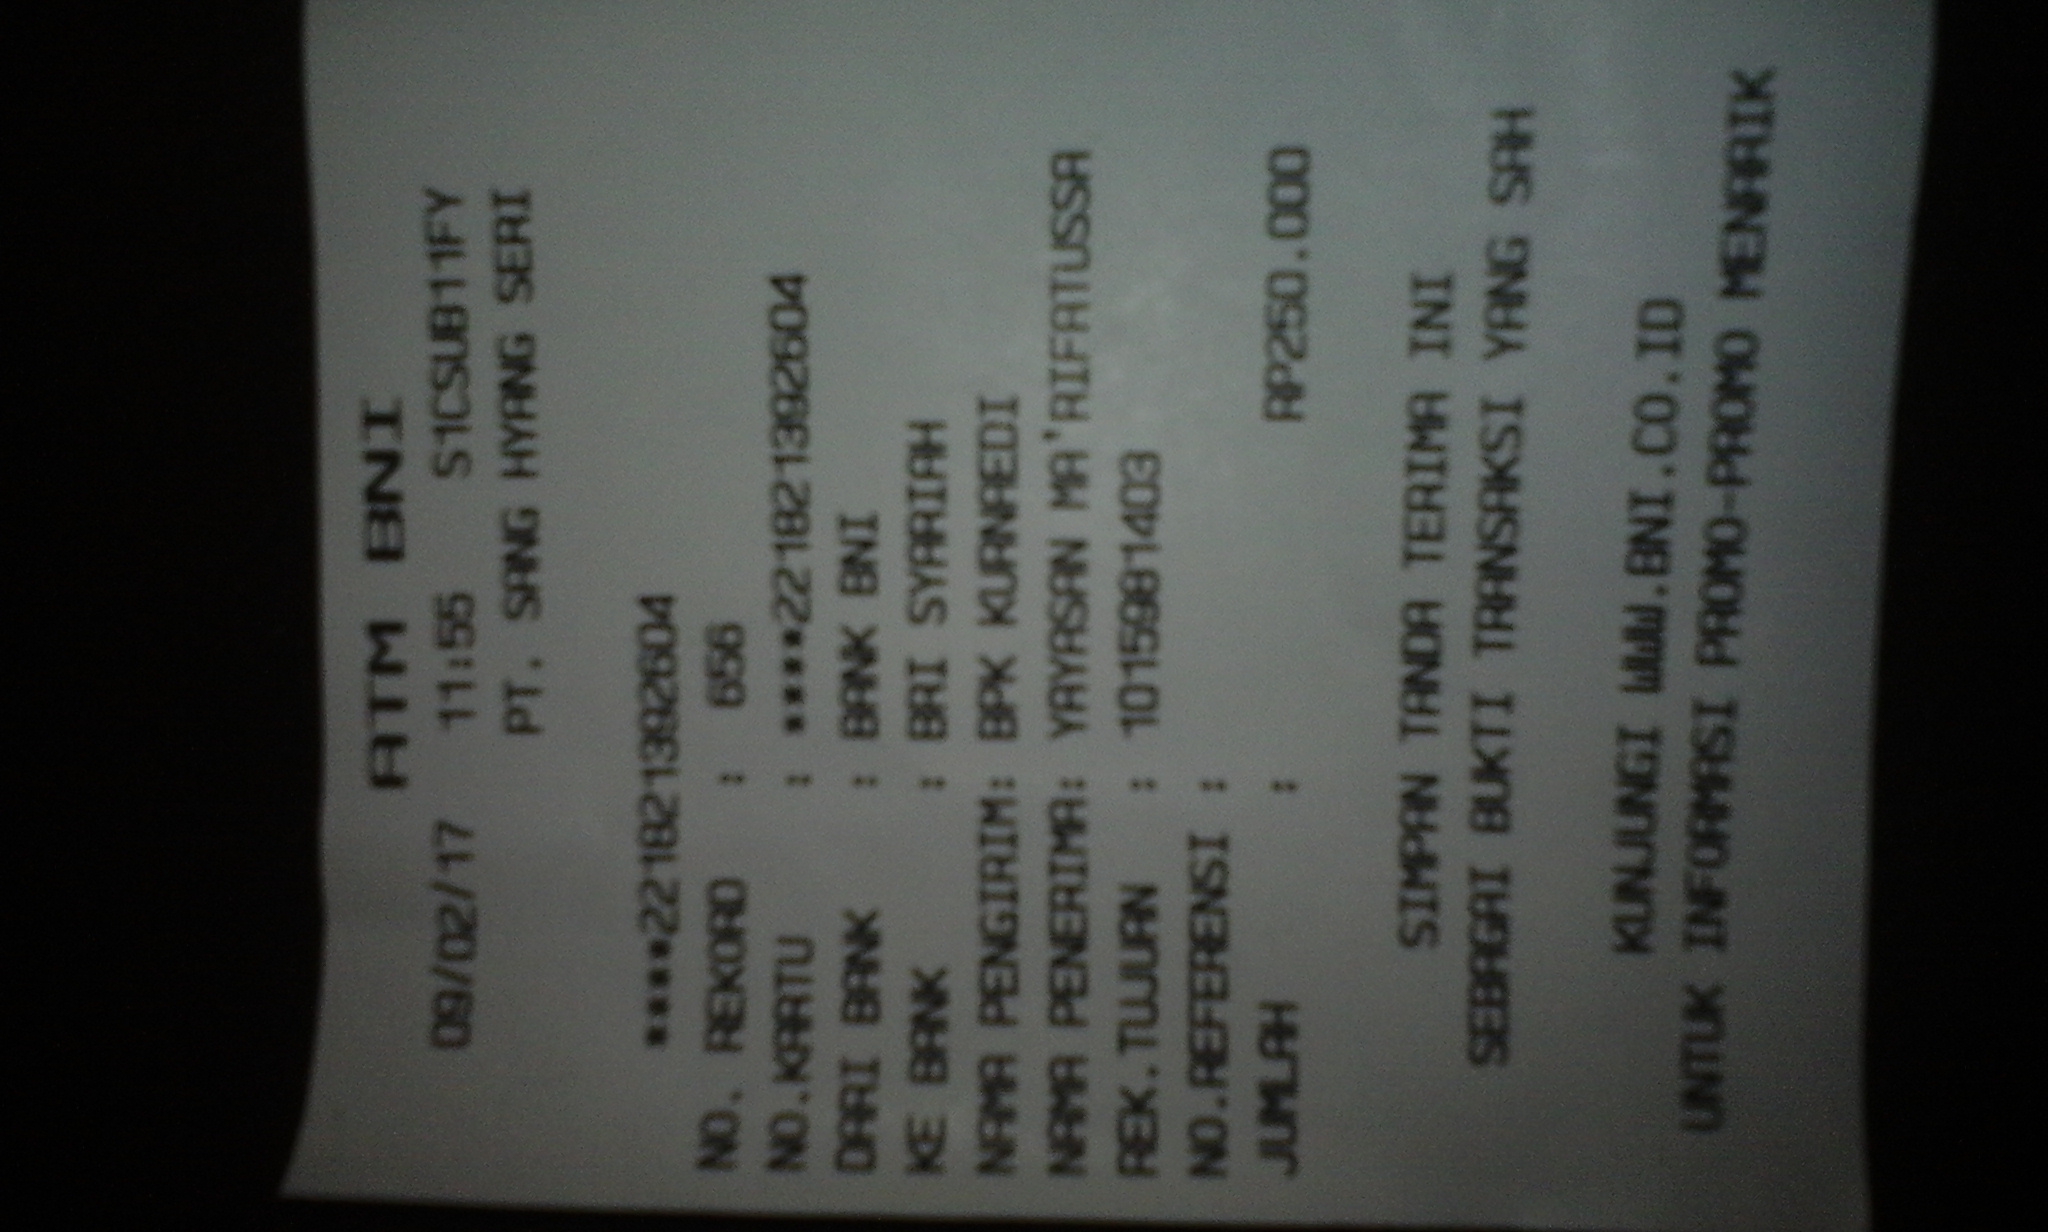 ATM BNI
09/02/17 11:55 S1CSUB11FY
PT. SANG HYANG SERI
****221821392604
NO. REKORD : 656
NO.KARTU : ****221821392604
DARI BANK : BANK BNI
KE BANK : BRI SYARIAH
NAMA PENGIRIM: BPK KURNAEDI
NAMA PENERIMA: YAYASAN MA'RIFATUSSA
REK.TUJUAN : 1015981403
NO.REFERENSI :
JUMLAH : RP250.000
SIMPAN TANDA TERIMA INI
SEBAGAI BUKTI TRANSAKSI YANG SAH
KUNJUNGI WWW.BNI.CO.ID
UNTUK INFORMASI PROMO-PROMO MENARIK